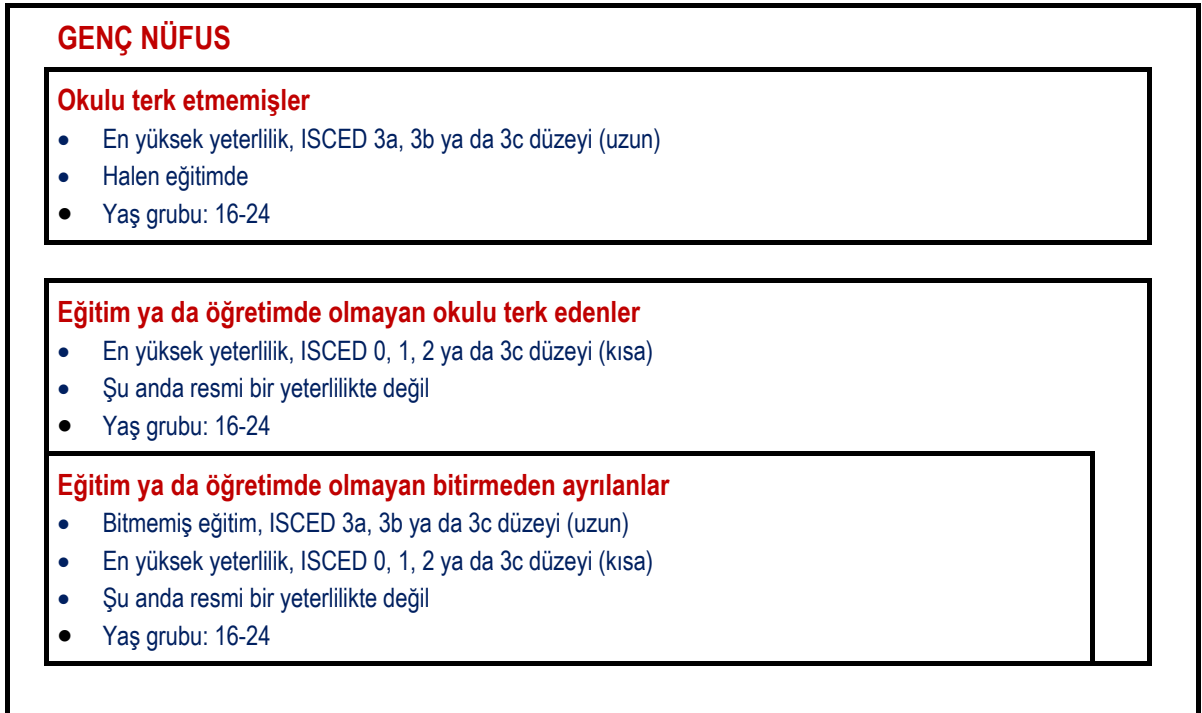 GENÇ NÜFUS
Okulu terk etmemişler
• En yüksek yeterlilik, ISCED 3a, 3b ya da 3c düzeyi (uzun)
• Halen eğitimde
• Yaş grubu: 16-24
Eğitim ya da öğretimde olmayan okulu terk edenler
• En yüksek yeterlilik, ISCED 0, 1, 2 ya da 3c düzeyi (kısa)
• Şu anda resmi bir yeterlilikte değil
• Yaş grubu: 16-24
Eğitim ya da öğretimde olmayan bitirmeden ayrılanlar
• Bitmemiş eğitim, ISCED 3a, 3b ya da 3c düzeyi (uzun)
• En yüksek yeterlilik, ISCED 0, 1, 2 ya da 3c düzeyi (kısa)
• Şu anda resmi bir yeterlilikte değil
• Yaş grubu: 16-24